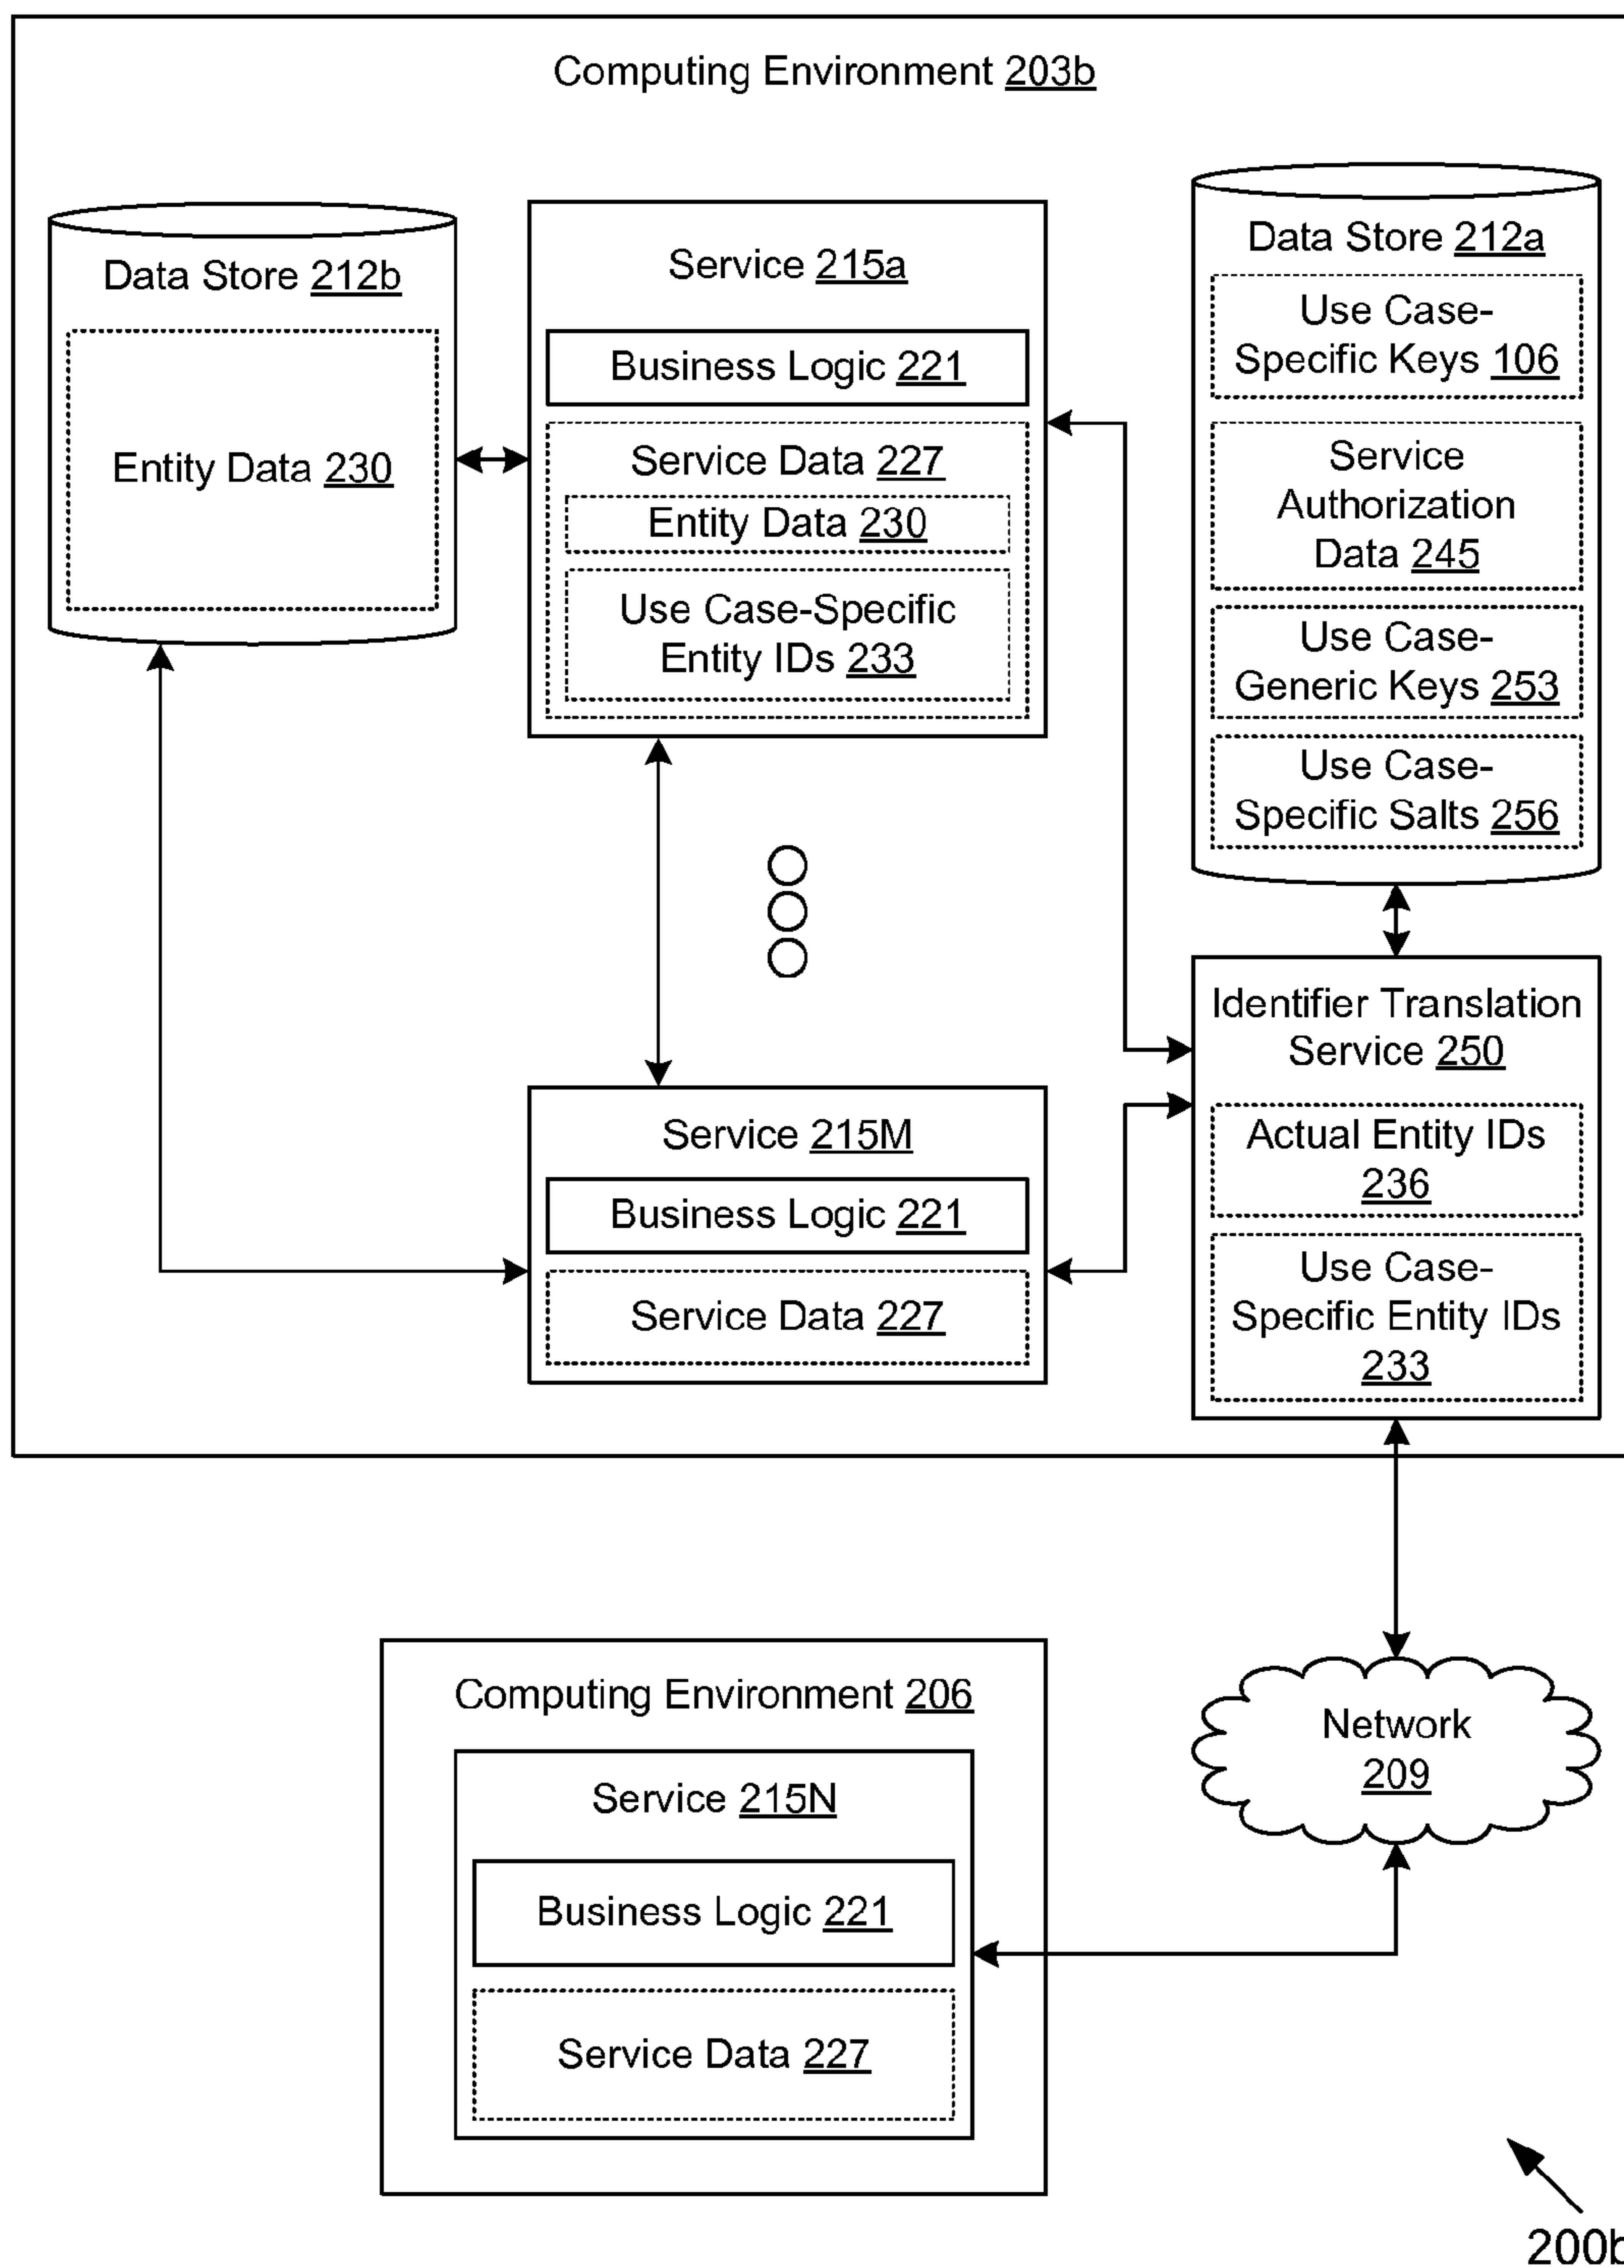 Computing Environment 203b
Data Store 212b
Entity Data 230
Service 215a
Business Logic 221
Service Data 227
Entity Data 230
Use Case-Specific
Entity IDs 233
Data Store 212a
Use Case-
Specific Keys 106
Service
Authorization
Data 245
Use Case-
Generic Keys 253
Use Case-
Specific Salts 256
Identifier Translation
Service 250
Actual Entity IDs
236
Use Case-
Specific Entity IDs
233
Service 215M
Business Logic 221
Service Data 227
Computing Environment 206
Service 215N
Business Logic 221
Service Data 227
Network
209
200b